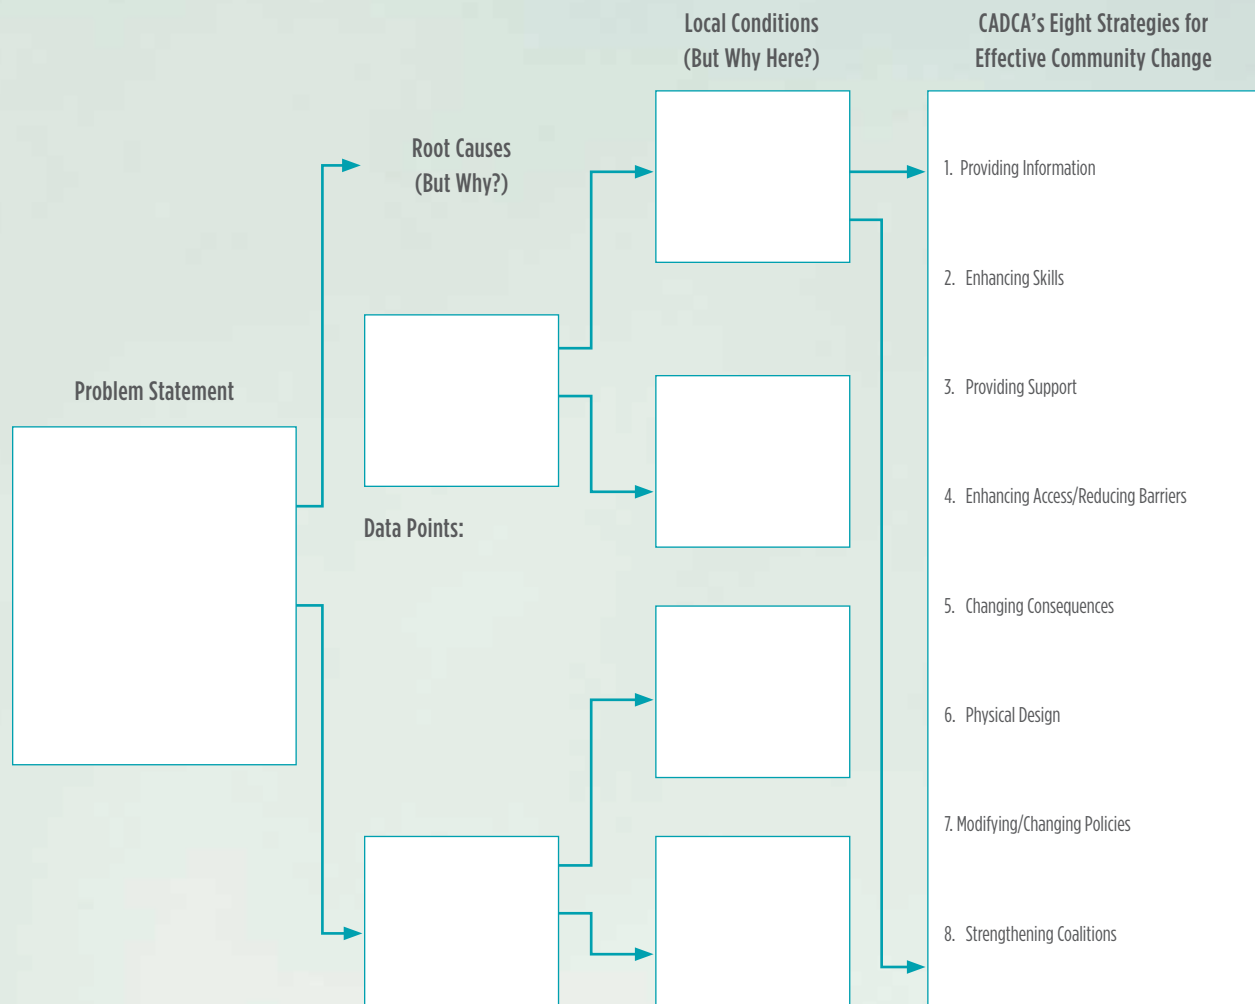 Local Conditions
(But Why Here?)
CADCA’s Eight Strategies for
Effective Community Change
Root Causes
(But Why?)
Problem Statement
Data Points:
1. Providing Information
2. Enhancing Skills
3. Providing Support
4. Enhancing Access/Reducing Barriers
5. Changing Consequences
6. Physical Design
7. Modifying/Changing Policies
8. Strengthening Coalitions